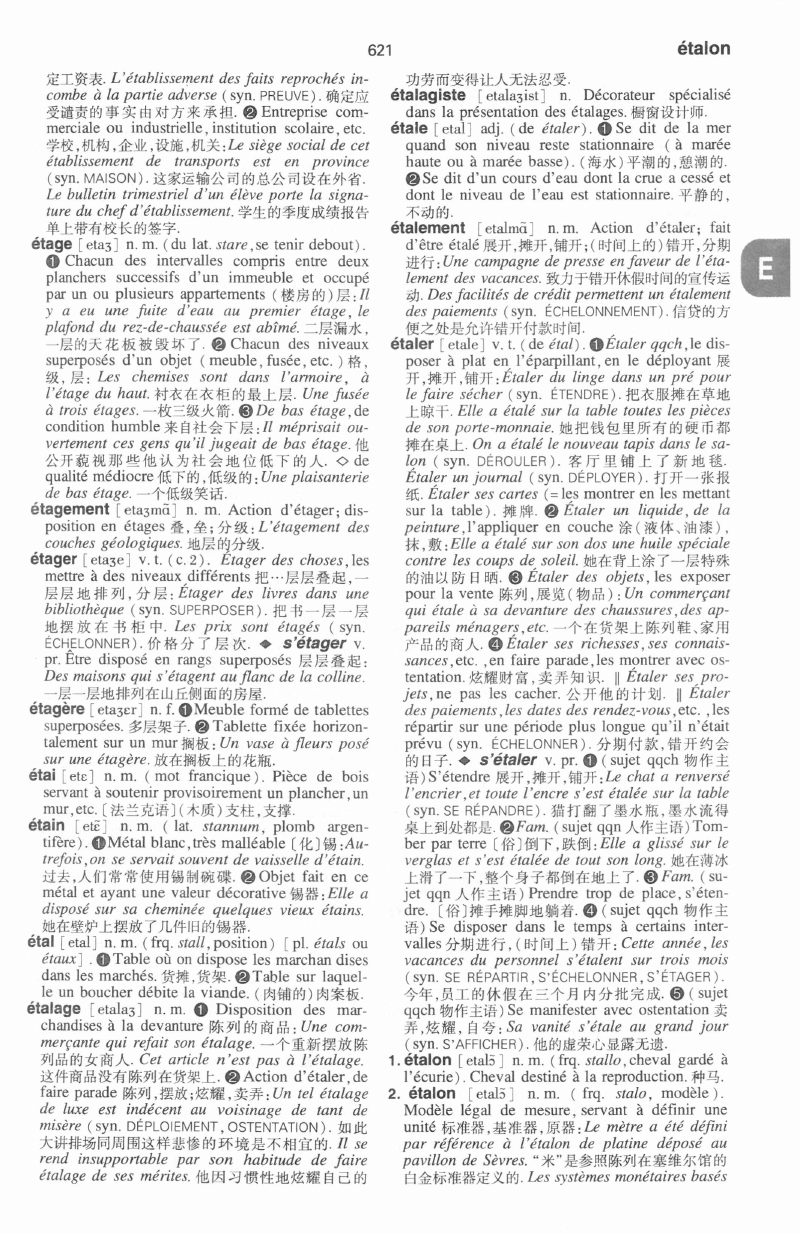 621
étalon
定工资表. L'établissement des faits reprochés in-
combe à la partie adverse (syn. PREUVE). 确定应
受谴责的事实由对方来承担. ❷ Entreprise com-
merciale ou industrielle, institution scolaire, etc.
学校,机构,企业,设施,机关: Le siège social de cet
établissement de transports est en province
(syn. MAISON). 这家运输公司的总公司设在外省.
Le bulletin trimestriel d'un élève porte la signa-
ture du chef d'établissement. 学生的季度成绩报告
单上带有校长的签字.
étage [etaʒ] n. m. (du lat. stare, se tenir debout).
❶ Chacun des intervalles compris entre deux
planchers successifs d'un immeuble et occupé
par un ou plusieurs appartements (楼房的)层: Il
y a eu une fuite d'eau au premier étage, le
plafond du rez-de-chaussée est abîmé. 二层漏水,
一层的天花板被毁坏了. ❷ Chacun des niveaux
superposés d'un objet (meuble, fusée, etc.) 格,
级, 层: Les chemises sont dans l'armoire, à
l'étage du haut. 衬衣在衣柜的最上层. Une fusée
à trois étages. 一枚三级火箭. ❸ De bas étage, de
condition humble 来自社会下层: Il méprisait ou-
vertement ces gens qu'il jugeait de bas étage. 他
公开藐视那些他认为社会地位低下的人. ◇ de
qualité médiocre 低下的,低级的: Une plaisanterie
de bas étage. 一个低级笑话.
étagement [etaʒmɑ̃] n. m. Action d'étager; dis-
position en étages 叠,垒;分级: L'étagement des
couches géologiques. 地层的分级.
étager [etaʒe] v. t. (c. 2). Étager des choses, les
mettre à des niveaux différents 把…层层叠起,一
层层地排列,分层: Étager des livres dans une
bibliothèque (syn. SUPERPOSER). 把书一层一层
地摆放在书柜中. Les prix sont étagés (syn.
ÉCHELONNER). 价格分了层次. ◆ s'étager v.
pr. Être disposé en rangs superposés 层层叠起:
Des maisons qui s'étagent au flanc de la colline.
一层一层地排列在山丘侧面的房屋.
étagère [etaʒɛr] n. f. ❶ Meuble formé de tablettes
superposées. 多层架子. ❷ Tablette fixée horizon-
talement sur un mur 搁板: Un vase à fleurs posé
sur une étagère. 放在搁板上的花瓶.
étai [ete] n. m. (mot francique). Pièce de bois
servant à soutenir provisoirement un plancher, un
mur, etc. [法兰克语](木质)支柱,支撑.
étain [etɛ̃] n. m. (lat. stannum, plomb argen-
tifère). ❶ Métal blanc, très malléable〔化〕锡: Au-
trefois, on se servait souvent de vaisselle d'étain.
过去,人们常常使用锡制碗碟. ❷ Objet fait en ce
métal et ayant une valeur décorative 锡器: Elle a
disposé sur sa cheminée quelques vieux étains.
她在壁炉上摆放了几件旧的锡器.
étal [etal] n. m. (frq. stall, position) [pl. étals ou
étaux]. ❶ Table où on dispose les marchan dises
dans les marchés. 货摊,货架. ❷ Table sur laquel-
le un boucher débite la viande. (肉铺的)肉案板.
étalage [etalaʒ] n. m. ❶ Disposition des mar-
chandises à la devanture 陈列的商品: Une com-
merçante qui refait son étalage. 一个重新摆放陈
列品的女商人. Cet article n'est pas à l'étalage.
这件商品没有陈列在货架上. ❷ Action d'étaler, de
faire parade 陈列,摆放;炫耀,卖弄: Un tel étalage
de luxe est indécent au voisinage de tant de
misère (syn. DÉPLOIEMENT, OSTENTATION). 如此
大讲排场同周围这样悲惨的环境是不相宜的. Il se
rend insupportable par son habitude de faire
étalage de ses mérites. 他因习惯性地炫耀自己的
功劳而变得让人无法忍受.
étalagiste [etalaʒist] n. Décorateur spécialisé
dans la présentation des étalages. 橱窗设计师.
étale [etal] adj. (de étaler). ❶ Se dit de la mer
quand son niveau reste stationnaire (à marée
haute ou à marée basse). (海水)平潮的,憩潮的.
❷ Se dit d'un cours d'eau dont la crue a cessé et
dont le niveau de l'eau est stationnaire. 平静的,
不动的.
étalement [etalmɑ̃] n. m. Action d'étaler; fait
d'être étalé 展开,摊开,铺开;(时间上的)错开,分期
进行: Une campagne de presse en faveur de l'éta-
lement des vacances. 致力于错开休假时间的宣传运
动. Des facilités de crédit permettent un étalement
des paiements (syn. ÉCHELONNEMENT). 信贷的方
便之处是允许错开付款时间.
étaler [etale] v. t. (de étal). ❶ Étaler qqch, le dis-
poser à plat en l'éparpillant, en le déployant 展
开,摊开,铺开: Étaler du linge dans un pré pour
le faire sécher (syn. ÉTENDRE). 把衣服摊在草地
上晾干. Elle a étalé sur la table toutes les pièces
de son porte-monnaie. 她把钱包里所有的硬币都
摊在桌上. On a étalé le nouveau tapis dans le sa-
lon (syn. DÉROULER). 客厅里铺上了新地毯.
Étaler un journal (syn. DÉPLOYER). 打开一张报
纸. Étaler ses cartes (= les montrer en les mettant
sur la table). 摊牌. ❷ Étaler un liquide, de la
peinture, l'appliquer en couche 涂(液体、油漆),
抹,敷: Elle a étalé sur son dos une huile spéciale
contre les coups de soleil. 她在背上涂了一层特殊
的油以防日晒. ❸ Étaler des objets, les exposer
pour la vente 陈列,展览(物品): Un commerçant
qui étale à sa devanture des chaussures, des ap-
pareils ménagers, etc. 一个在货架上陈列鞋、家用
产品的商人. ❹ Étaler ses richesses, ses connais-
sances, etc., en faire parade, les montrer avec os-
tentation. 炫耀财富,卖弄知识. ‖ Étaler ses pro-
jets, ne pas les cacher. 公开他的计划. ‖ Étaler
des paiements, les dates des rendez-vous, etc., les
répartir sur une période plus longue qu'il n'était
prévu (syn. ÉCHELONNER). 分期付款,错开约会
的日子. ◆ s'étaler v. pr. ❶ (sujet qqch 物作主
语) S'étendre 展开,摊开,铺开: Le chat a renversé
l'encrier, et toute l'encre s'est étalée sur la table
(syn. SE RÉPANDRE). 猫打翻了墨水瓶,墨水流得
桌上到处都是. ❷ Fam. (sujet qqn 人作主语) Tom-
ber par terre [俗]倒下,跌倒: Elle a glissé sur le
verglas et s'est étalée de tout son long. 她在薄冰
上滑了一下,整个身子都倒在地上了. ❸ Fam. (su-
jet qqn 人作主语) Prendre trop de place, s'éten-
dre. [俗]摊手摊脚地躺着. ❹ (sujet qqch 物作主
语) Se disposer dans le temps à certains inter-
valles 分期进行,(时间上)错开: Cette année, les
vacances du personnel s'étalent sur trois mois
(syn. SE RÉPARTIR, S'ÉCHELONNER, S'ÉTAGER).
今年,员工的休假在三个月内分批完成. ❺ (sujet
qqch 物作主语) Se manifester avec ostentation 卖
弄,炫耀,自夸: Sa vanité s'étale au grand jour
(syn. S'AFFICHER). 他的虚荣心显露无遗.
1. étalon [etalɔ̃] n. m. (frq. stallo, cheval gardé à
l'écurie). Cheval destiné à la reproduction. 种马.
2. étalon [etalɔ̃] n. m. (frq. stalo, modèle).
Modèle légal de mesure, servant à définir une
unité 标准器,基准器,原器: Le mètre a été défini
par référence à l'étalon de platine déposé au
pavillon de Sèvres. “米”是参照陈列在塞维尔馆的
白金标准器定义的. Les systèmes monétaires basés
E